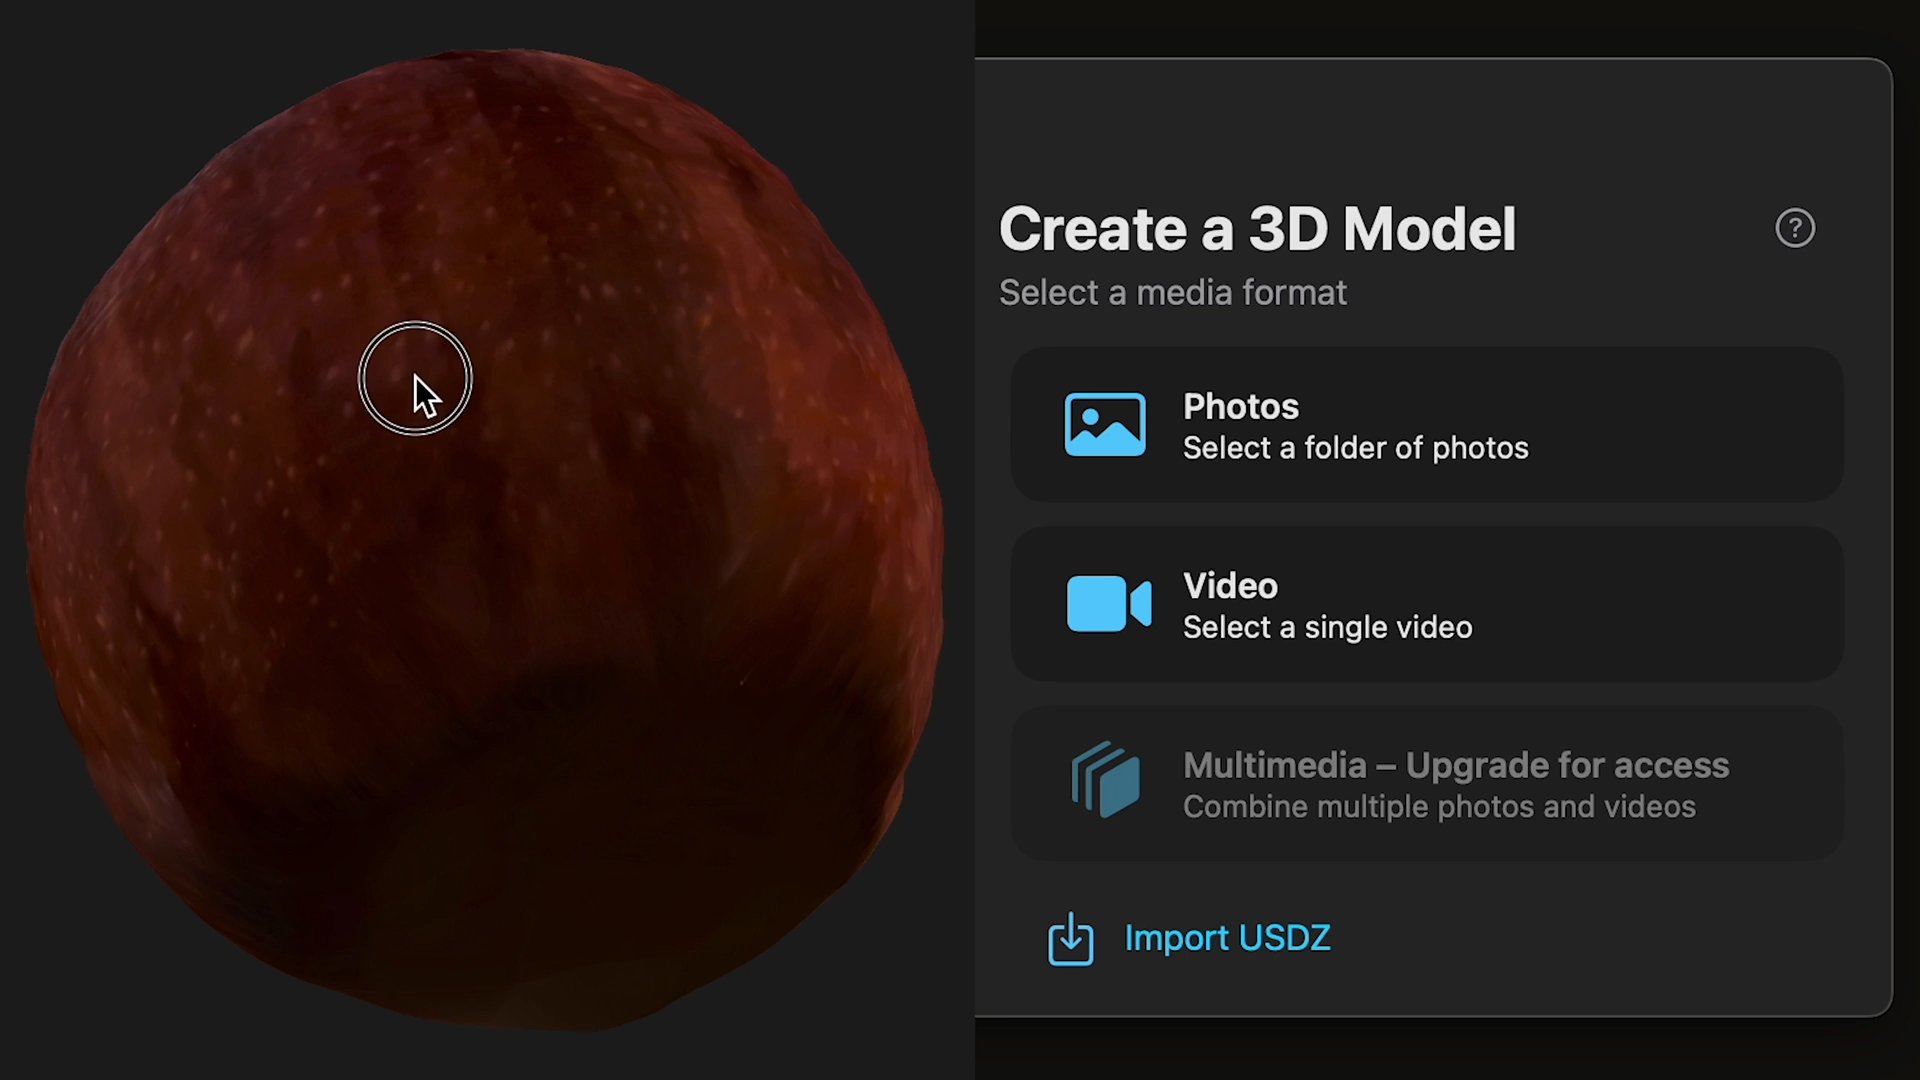 Create a 3D Model
?
Select a media format
Photos
Select a folder of photos
Video
Select a single video
Multimedia – Upgrade for access
Combine multiple photos and videos
Import USDZ